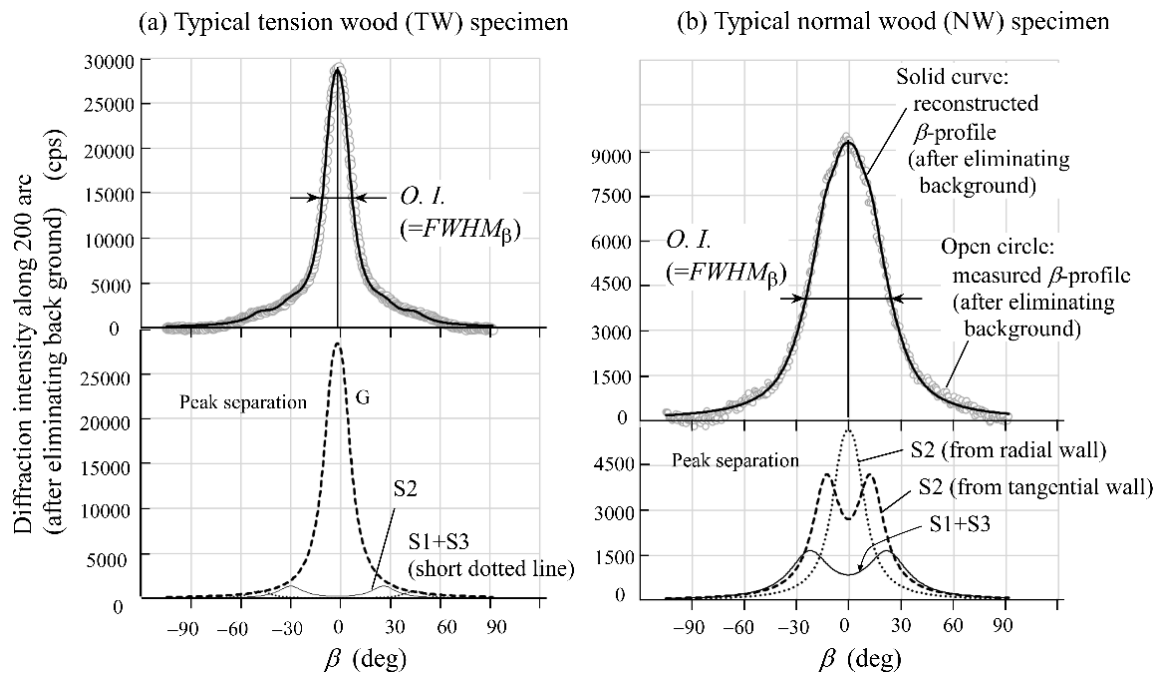 (a) Typical tension wood (TW) specimen
30000
25000
20000
15000
10000
5000
0
O. I.
(=FWHMβ)
25000
20000
15000
10000
5000
0
Peak separation
G
S2
S1+S3
(short dotted line)
−90
−60
−30
0
30
60
90
β (deg)
Diffraction intensity along 200 arc
(after eliminating back ground) (cps)
(b) Typical normal wood (NW) specimen
9000
7500
6000
4500
3000
1500
0
Solid curve:
reconstructed
β-profile
(after eliminating
background)
O. I.
(=FWHMβ)
Open circle:
measured β-profile
(after eliminating
background)
4500
3000
1500
0
Peak separation
S2 (from radial wall)
S2 (from tangential wall)
S1+S3
−90
−60
−30
0
30
60
90
β (deg)